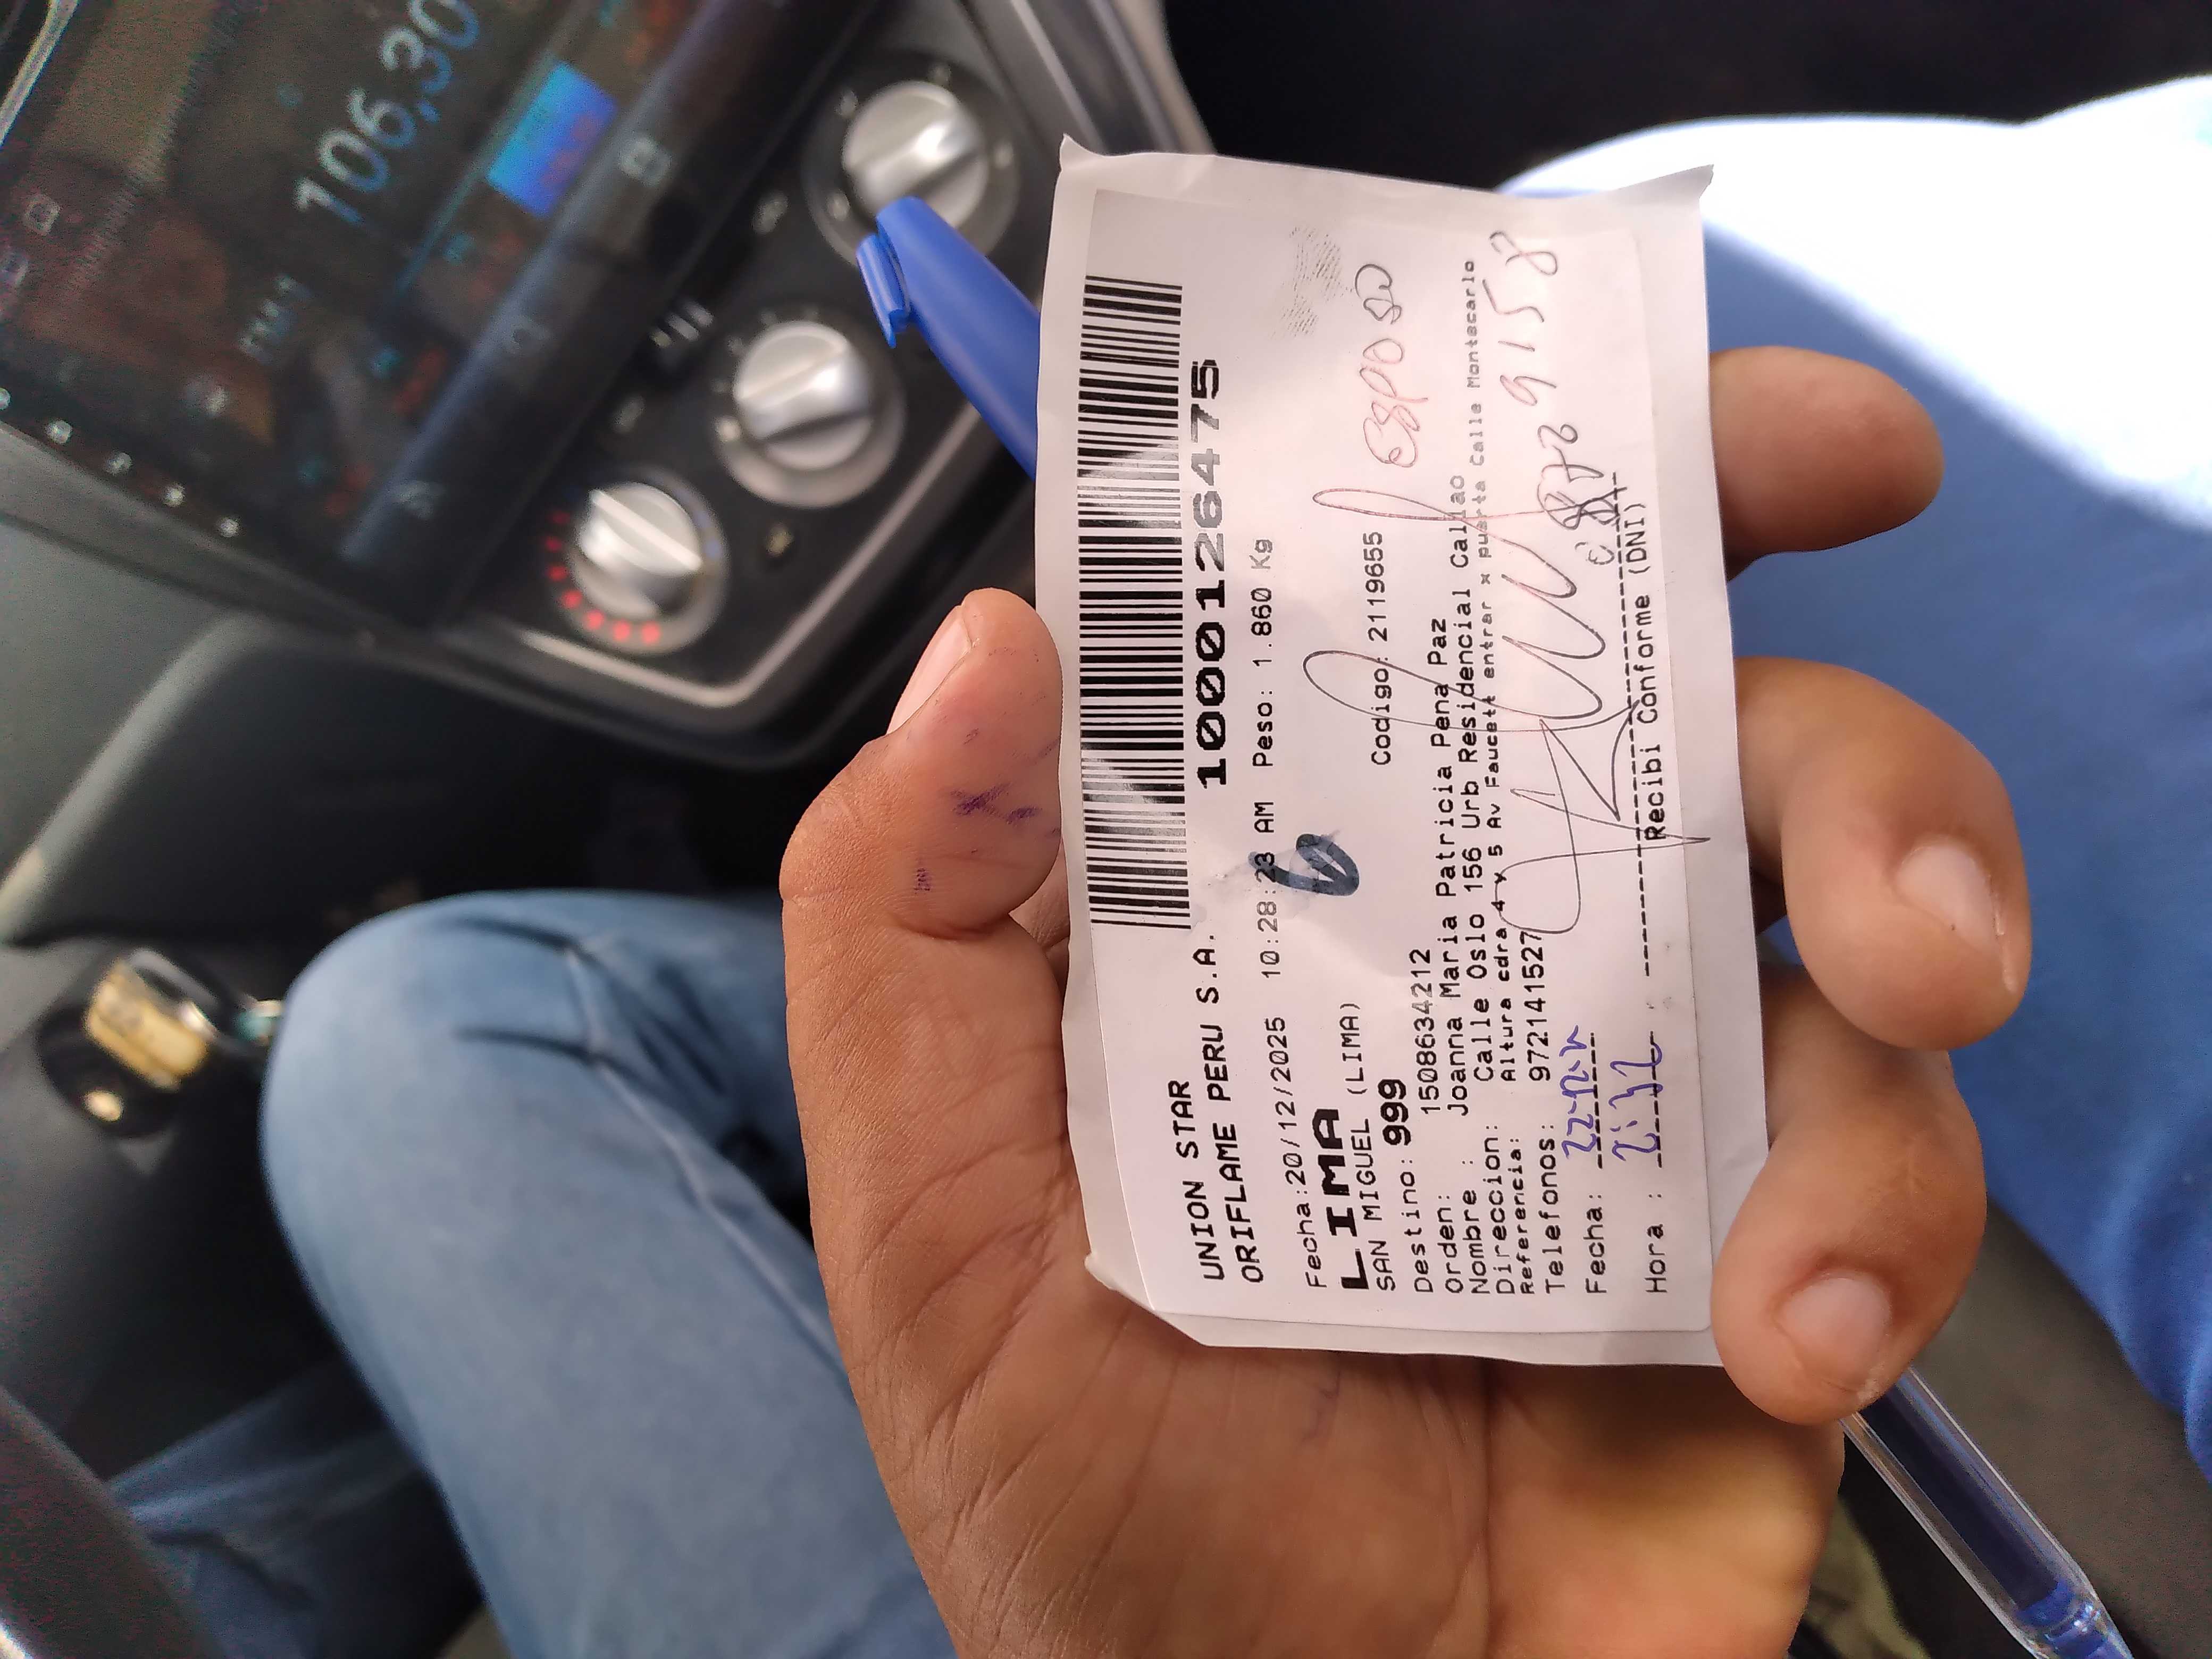 106,30
UNION STAR
ORIFLAME PERU S.A.
10001264475
Fecha:20/12/2025 10:28:23 AM Peso: 1.860 Kg
LIMA
SAN MIGUEL (LIMA)
Destino: 999
Codigo: 2119655
Esposo
Orden: 1508634212
Nombre : Joanna Maria Patricia Pena Paz
Direccion: Calle Oslo 156 Urb Residencial Callao
Referencia: Altura cdra 4 y 5 Av Faucett entrar x puerta Calle Montecarlo
Telefonos: 972141527
Fecha: 22-12-
Hora :
9158
Recibi Conforme (DNI)